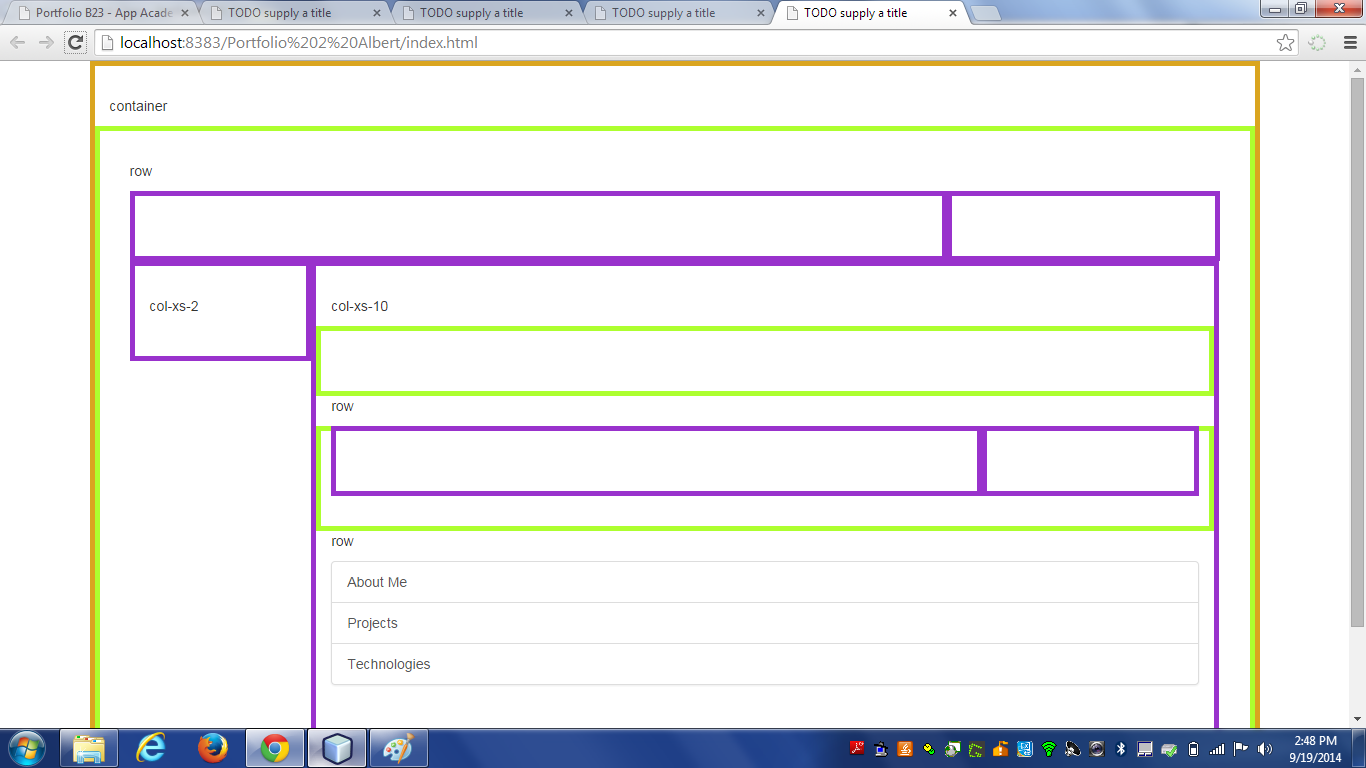 Portfolio B23 - App Acade
TODO supply a title
TODO supply a title
TODO supply a title
TODO supply a title
localhost:8383/Portfolio%202%20Albert/index.html
container
row
col-xs-2
col-xs-10
row
row
About Me
Projects
Technologies
2:48 PM
9/19/2014